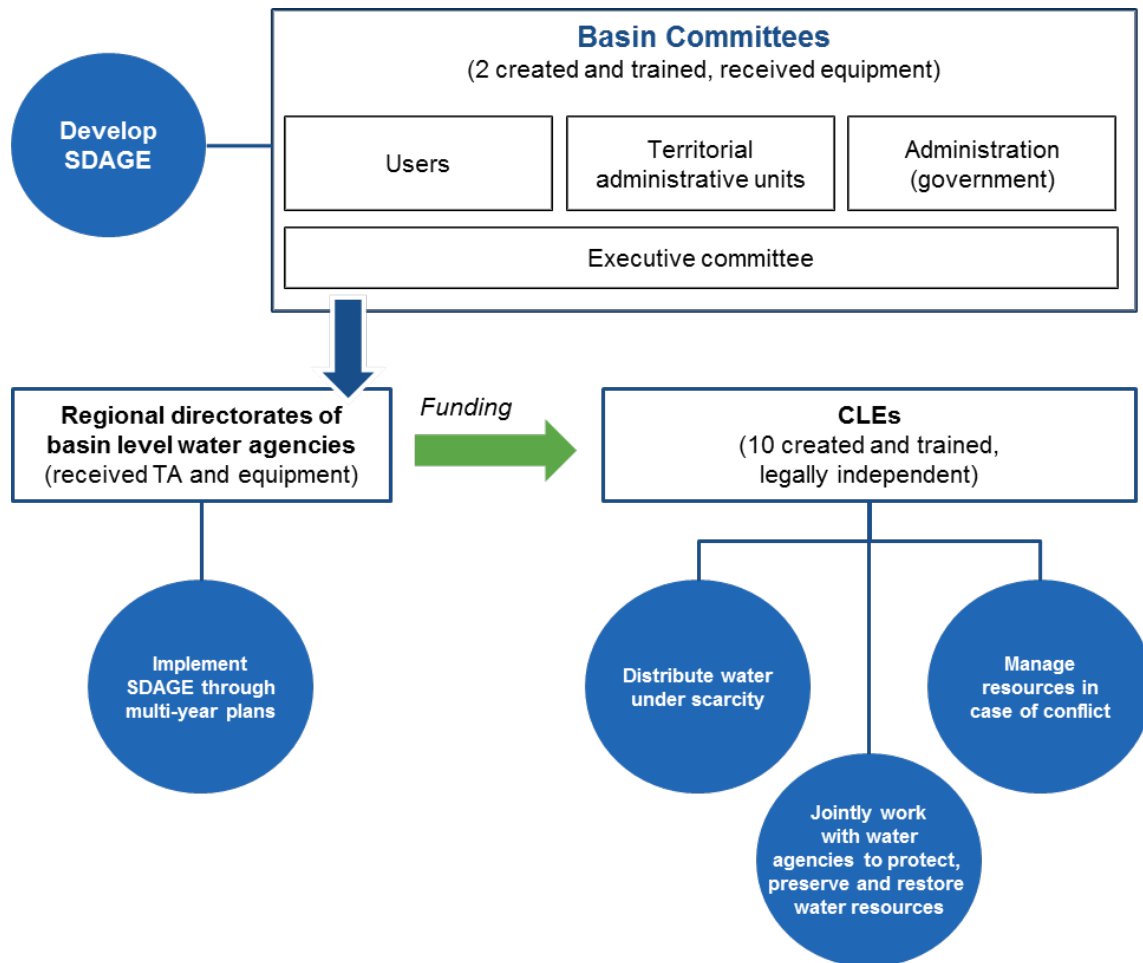 Basin Committees
(2 created and trained, received equipment)
Develop
SDAGE
Users
Territorial
administrative units
Administration
(government)
Executive committee
Regional directorates of
basin level water agencies
(received TA and equipment)
Funding
CLEs
(10 created and trained,
legally independent)
Implement
SDAGE through
multi-year plans
Distribute water
under scarcity
Manage
resources in
case of conflict
Jointly work
with water
agencies to protect,
preserve and restore
water resources